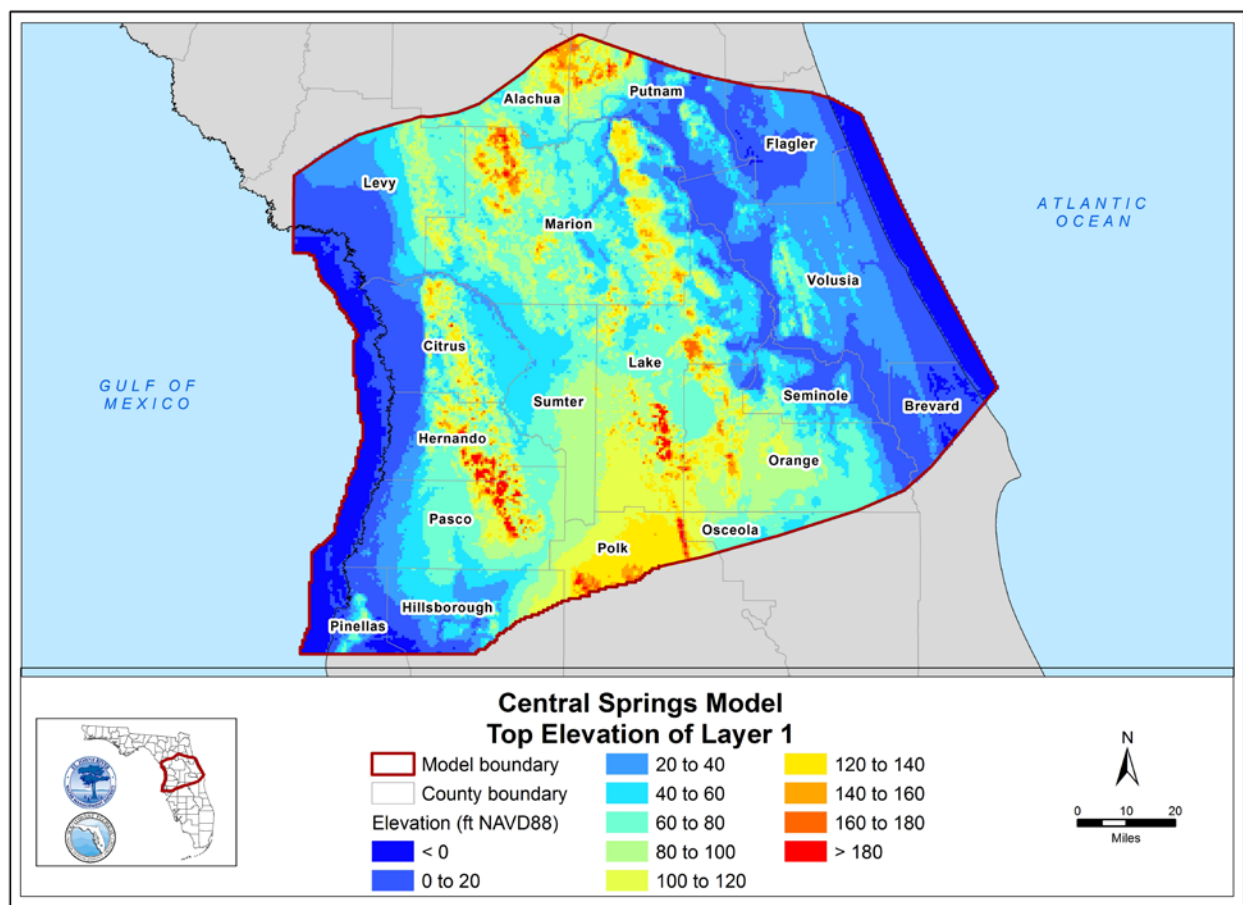 Alachua
Putnam
Flagler
Levy
Marion
ATLANTIC
OCEAN
Volusia
Citrus
Lake
GULF OF
MEXICO
Sumter
Seminole
Brevard
Hernando
Orange
Pasco
Osceola
Polk
Hillsborough
Pinellas
Central Springs Model
Top Elevation of Layer 1
Model boundary
County boundary
Elevation (ft NAVD88)
< 0
0 to 20
20 to 40
40 to 60
60 to 80
80 to 100
100 to 120
120 to 140
140 to 160
160 to 180
> 180
N
0 10 20
Miles